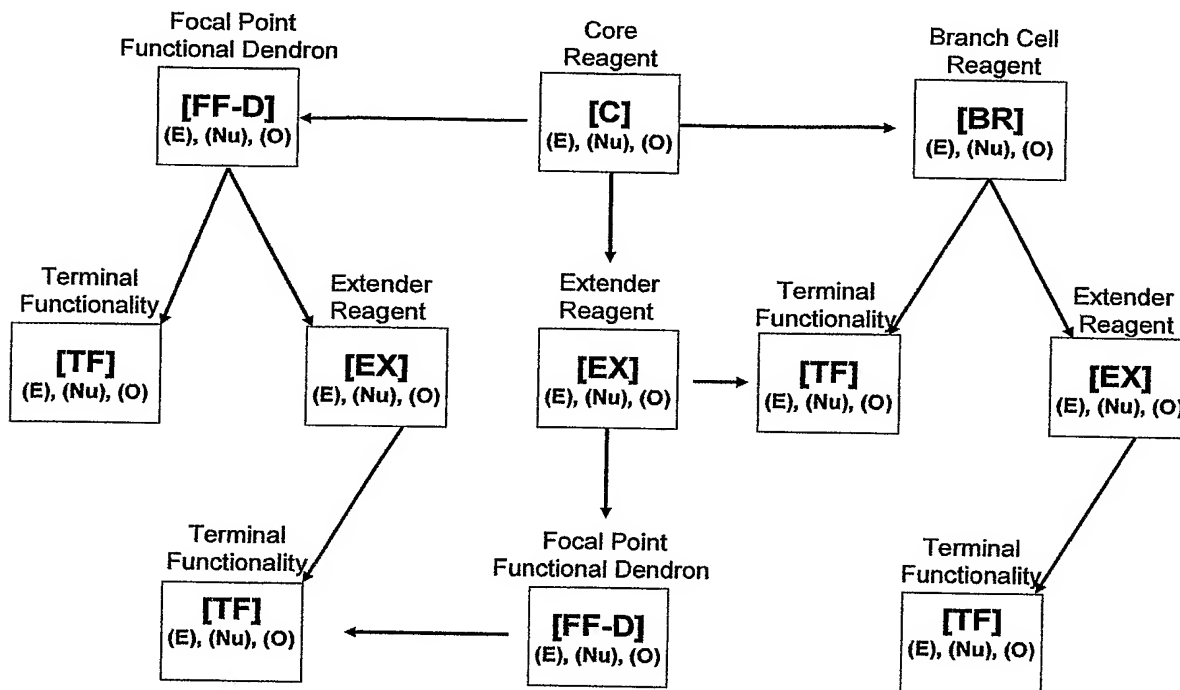 Focal Point
Functional Dendron
[FF-D]
(E), (Nu), (O)
Core
Reagent
[C]
(E), (Nu), (O)
Branch Cell
Reagent
[BR]
(E), (Nu), (O)
Terminal
Functionality
[TF]
(E), (Nu), (O)
Extender
Reagent
[EX]
(E), (Nu), (O)
Extender
Reagent
[EX]
(E), (Nu), (O)
Terminal
Functionality
[TF]
(E), (Nu), (O)
Extender
Reagent
[EX]
(E), (Nu), (O)
Terminal
Functionality
[TF]
(E), (Nu), (O)
Focal Point
Functional Dendron
[FF-D]
(E), (Nu), (O)
Terminal
Functionality
[TF]
(E), (Nu), (O)